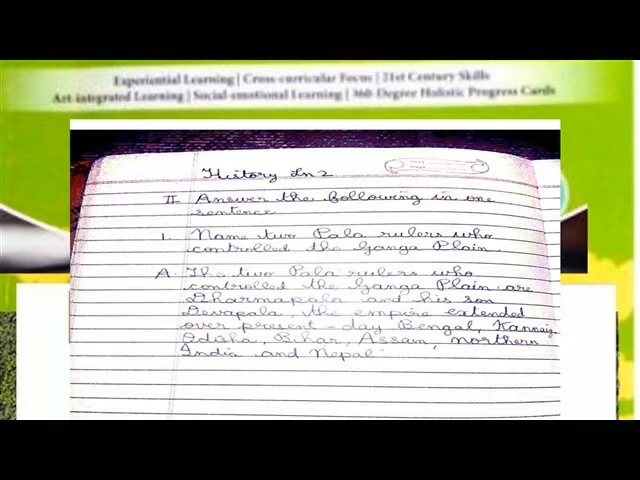 Experiential Learning | Cross-curricular Focus | 21st Century Skills
Art-integrated Learning | Social-emotional Learning | 360-Degree Holistic Progress Cards
History Ln 2
II Answer the following in one
sentence
1. Name two Pala rulers who
controlled the Ganga Plain.
A. The two Pala rulers who
controlled the Ganga Plain are
Dharmapala and his son
Devapala, the empire extended
over present-day Bengal,
Odisha, Bihar, Assam, northern
India and Nepal.